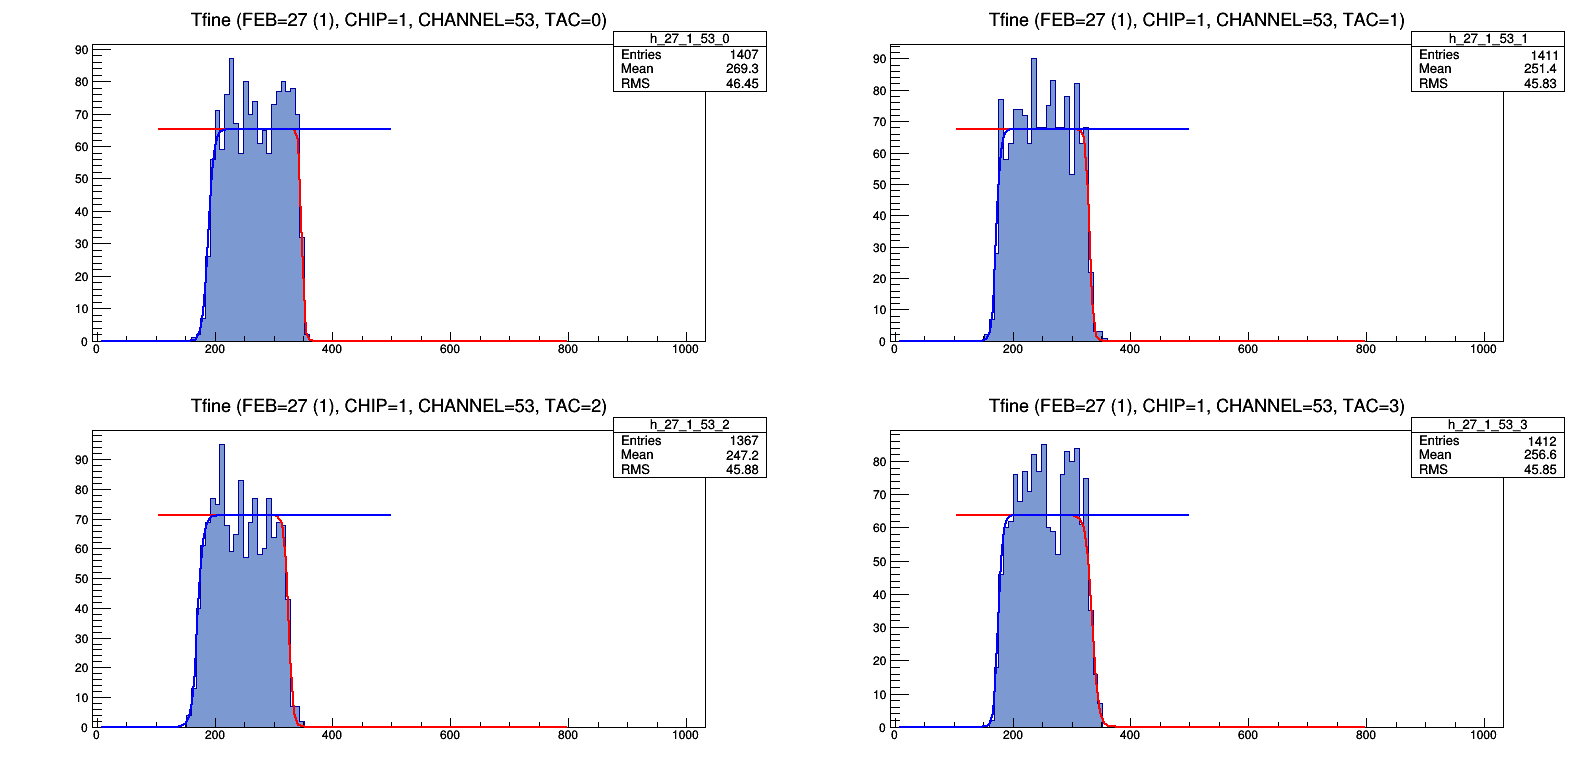 Tfine (FEB=27 (1), CHIP=1, CHANNEL=53, TAC=0)
h_27_1_53_0
Entries 1407
Mean 269.3
RMS 46.45
90
80
70
60
50
40
30
20
10
0
0 200 400 600 800 1000
Tfine (FEB=27 (1), CHIP=1, CHANNEL=53, TAC=1)
h_27_1_53_1
Entries 1411
Mean 251.4
RMS 45.83
90
80
70
60
50
40
30
20
10
0
0 200 400 600 800 1000
Tfine (FEB=27 (1), CHIP=1, CHANNEL=53, TAC=2)
h_27_1_53_2
Entries 1367
Mean 247.2
RMS 45.88
90
80
70
60
50
40
30
20
10
0
0 200 400 600 800 1000
Tfine (FEB=27 (1), CHIP=1, CHANNEL=53, TAC=3)
h_27_1_53_3
Entries 1412
Mean 256.6
RMS 45.85
80
70
60
50
40
30
20
10
0
0 200 400 600 800 1000